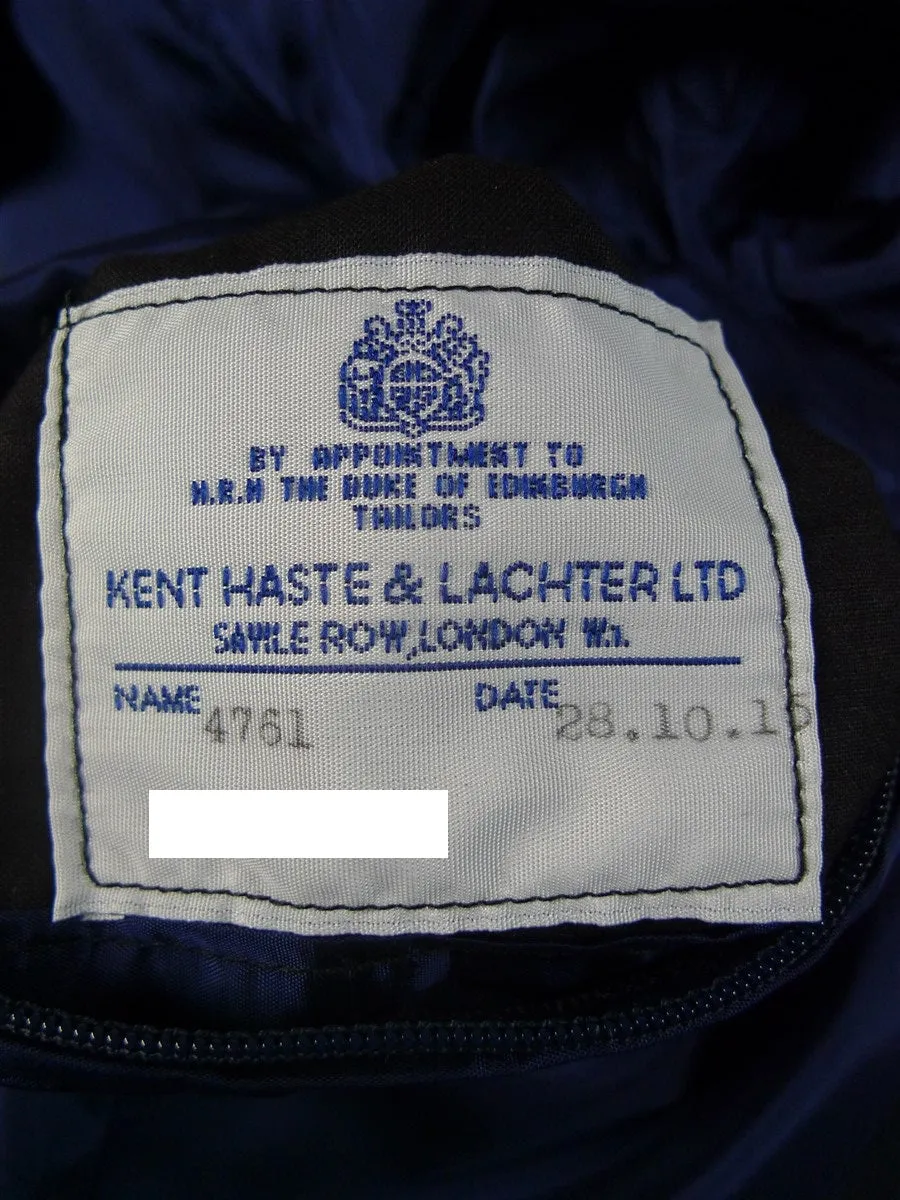 BY APPOINTMENT TO
H.R.H THE DUKE OF EDINBURGH
TAILORS
KENT HASTE & LACHTER LTD
SAVILE ROW, LONDON W.1.
NAME 4761 DATE 28.10.15